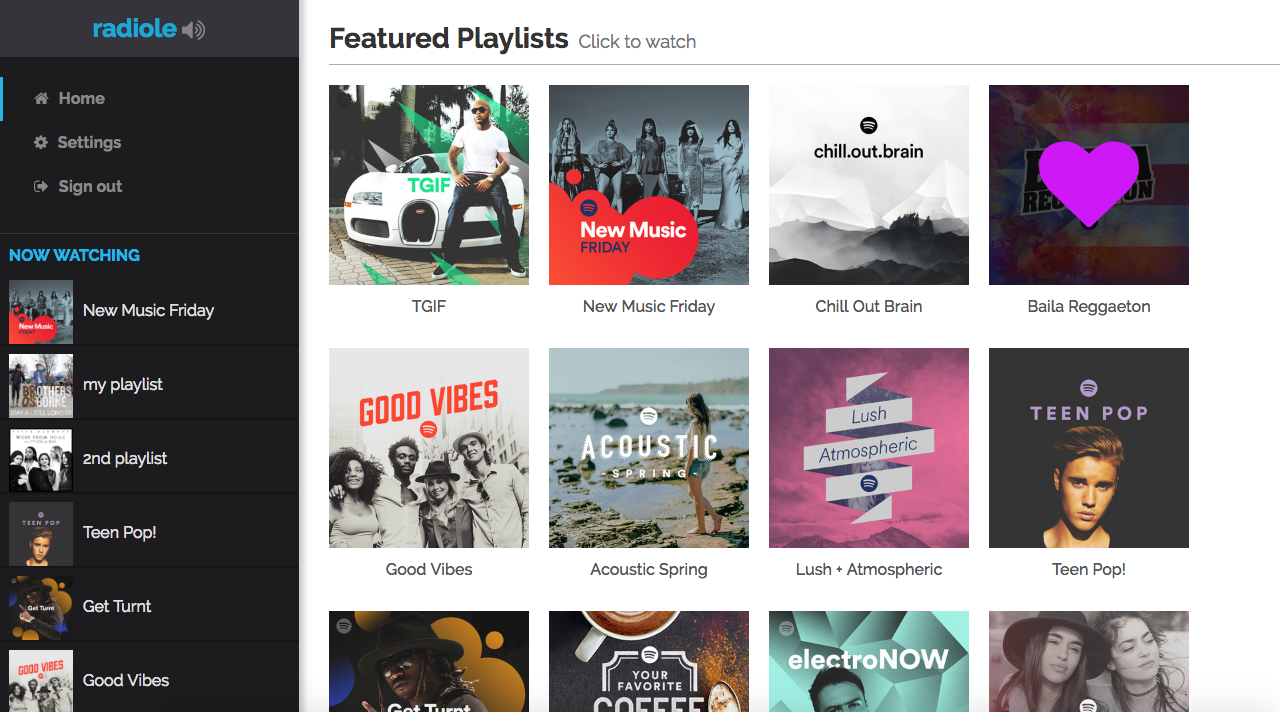 radiole
Home
Settings
Sign out
NOW WATCHING
New Music
New Music Friday
BROTHERS
OSBORNE
STAY A LITTLE LONGER
my playlist
WORK FROM HOME
2nd playlist
TEEN POP
Teen Pop!
Get Turnt
Get Turnt
GOOD VIBES
Good Vibes
Featured Playlists Click to watch
TGIF
New Music
FRIDAY
chill.out.brain
TGIF
New Music Friday
Chill Out Brain
Baila Reggaeton
GOOD VIBES
ACOUSTIC
- SPRING -
Lush
Atmospheric
TEEN POP
Good Vibes
Acoustic Spring
Lush + Atmospheric
Teen Pop!
Get Turnt
YOUR
FAVORITE
COFFEE
electroNOW